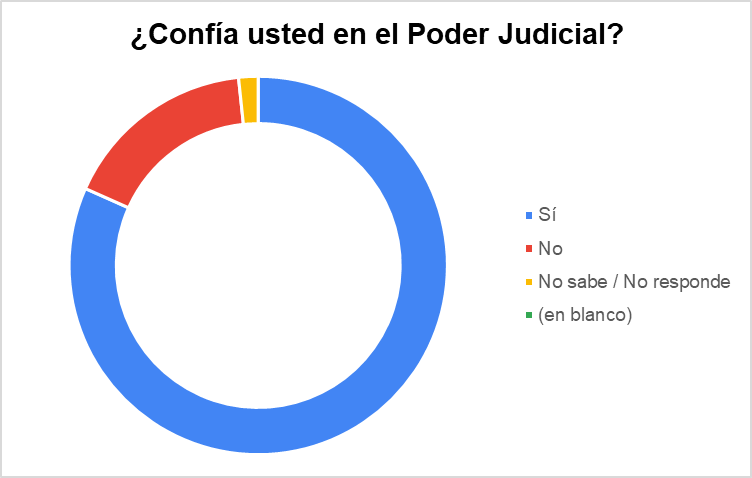 ¿Confía usted en el Poder Judicial?
Sí
No
No sabe / No responde
(en blanco)